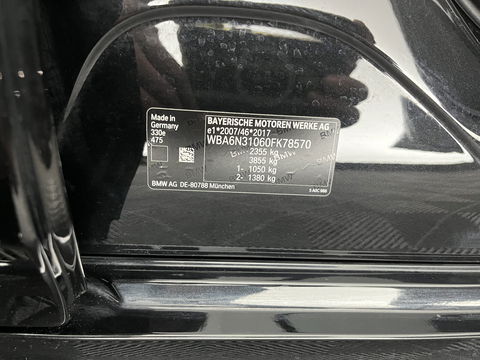 Made in
Germany
330e
475
BAYERISCHE MOTOREN WERKE AG
e1*2007/46*2017
WBA6N31060FK78570
2355 kg
3855 kg
1- 1050 kg
2- 1380 kg
BMW AG DE-80788 München